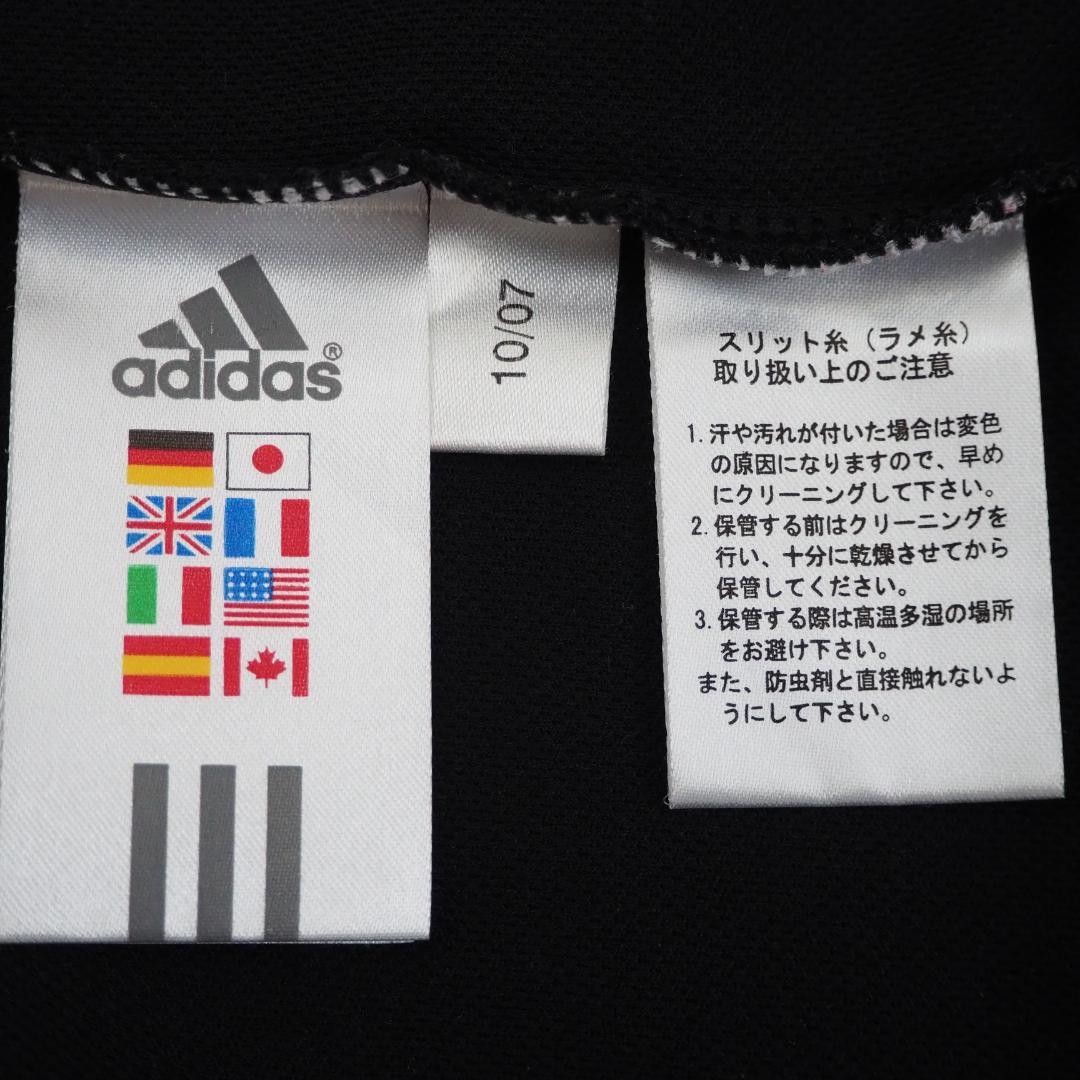 adidas®
10/07
スリット糸（ラメ糸）
取り扱い上のご注意
1.汗や汚れが付いた場合は変色
の原因になりますので、早め
にクリーニングして下さい。
2.保管する前はクリーニングを
行い、十分に乾燥させてから
保管してください。
3.保管する際は高温多湿の場所
をお避け下さい。
また、防虫剤と直接触れないよ
うにして下さい。